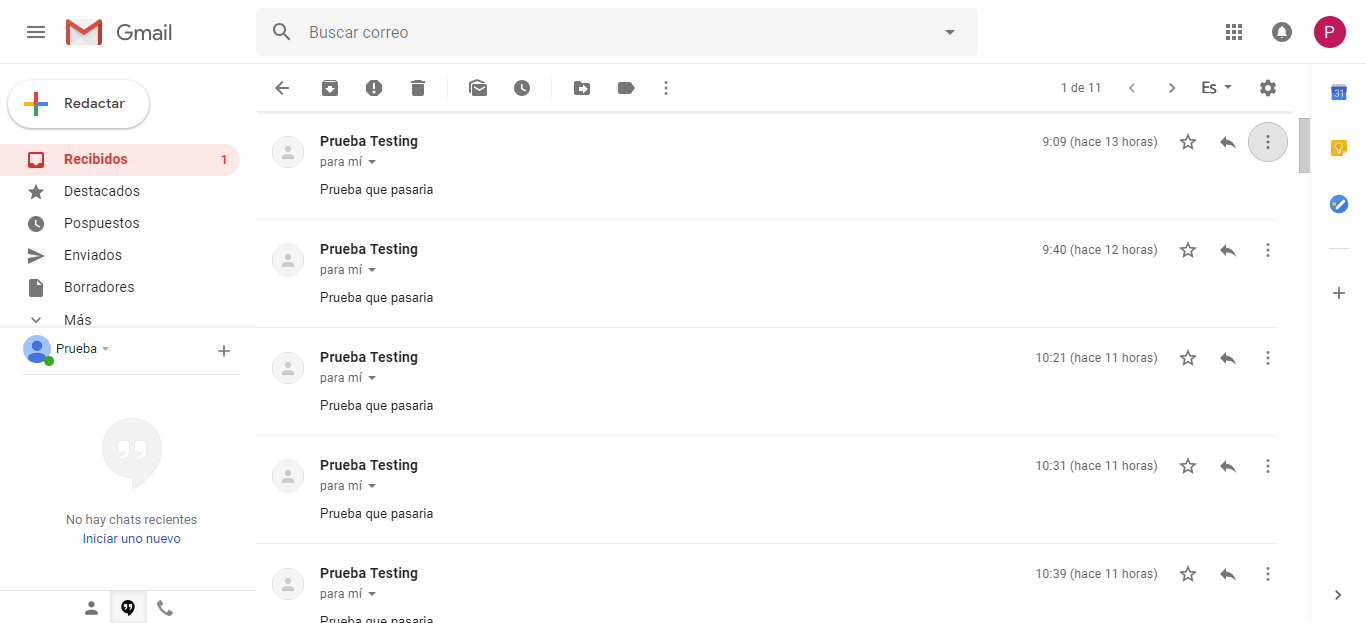 Gmail
Buscar correo
P
Redactar
1 de 11
Es
31
Recibidos 1
Destacados
Pospuestos
Enviados
Borradores
Más
Prueba
No hay chats recientes
Iniciar uno nuevo
Prueba Testing 9:09 (hace 13 horas)
para mí
Prueba que pasaria
Prueba Testing 9:40 (hace 12 horas)
para mí
Prueba que pasaria
Prueba Testing 10:21 (hace 11 horas)
para mí
Prueba que pasaria
Prueba Testing 10:31 (hace 11 horas)
para mí
Prueba que pasaria
Prueba Testing 10:39 (hace 11 horas)
para mí
Prueba que pasaria